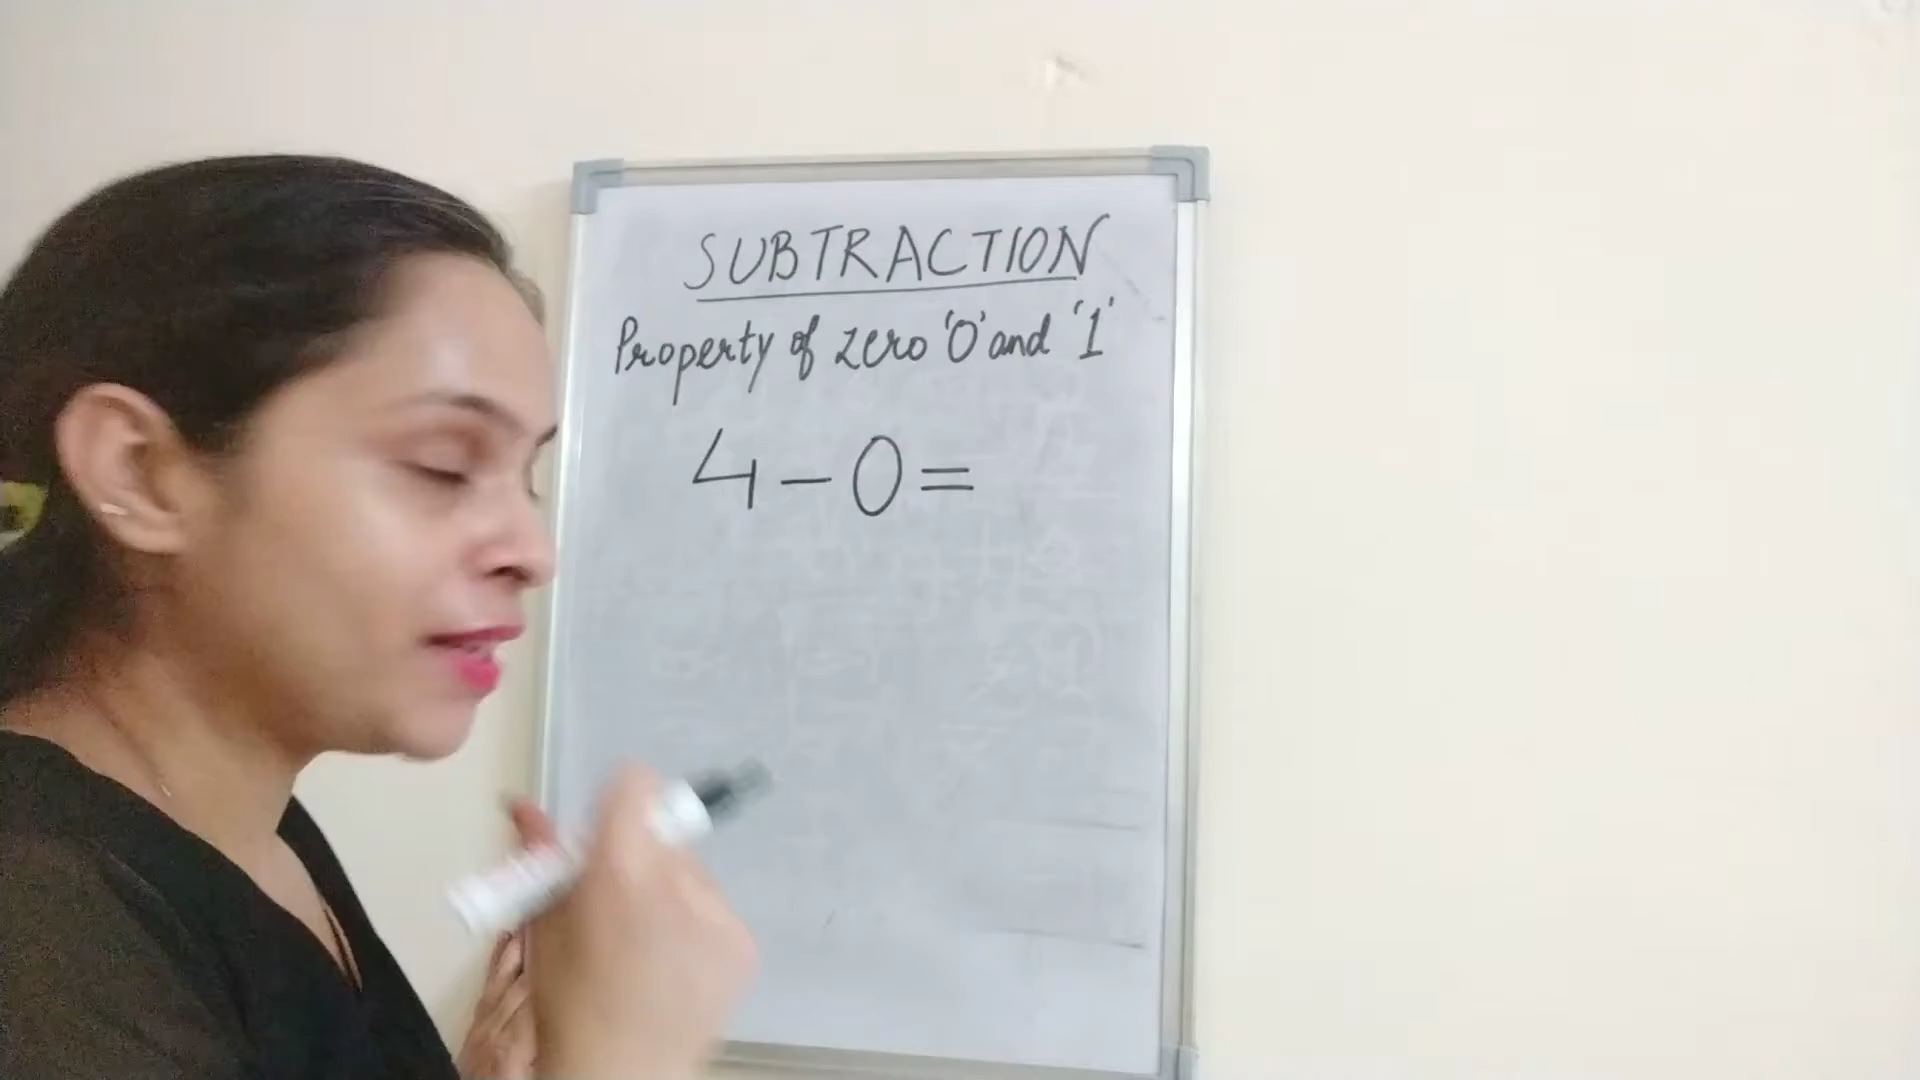 SUBTRACTION
Property of zero '0' and '1'
4 - 0 =